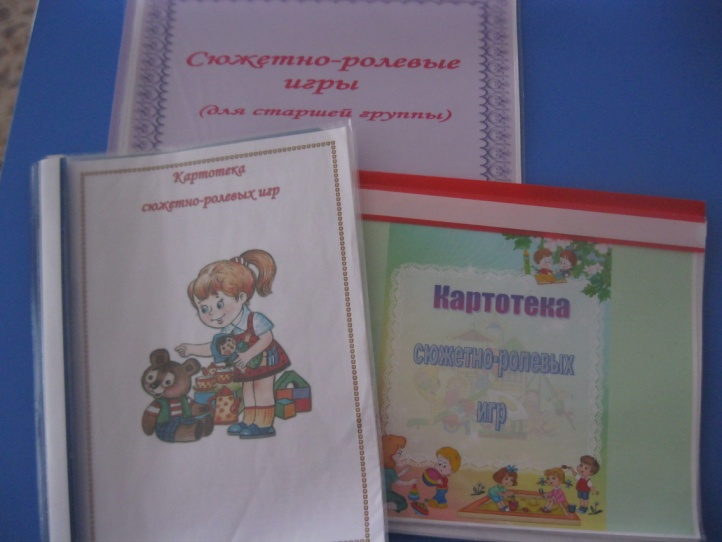 Сюжетно-ролевые
игры
(для старшей группы)
Картотека
сюжетно-ролевых игр
Картотека
сюжетно-ролевых
игр